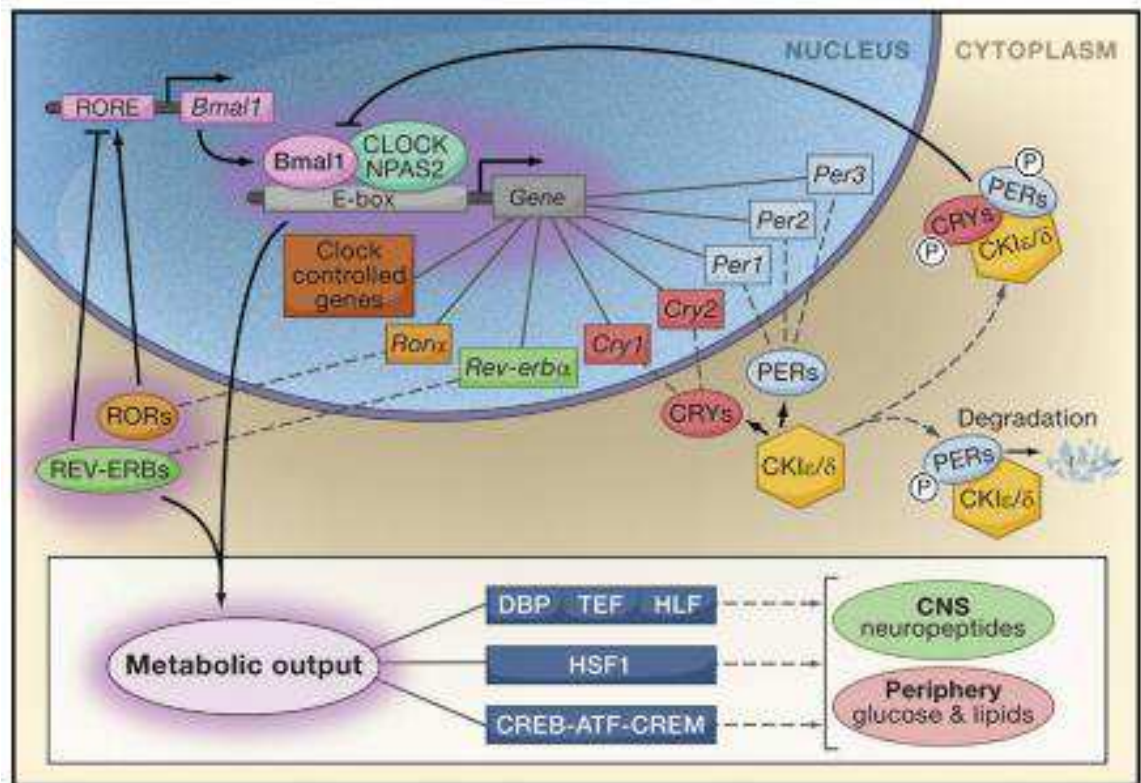 NUCLEUS
CYTOPLASM
RORE
Bmal1
Bmal1
CLOCK
NPAS2
E-box
Gene
Per3
Per2
Per1
P
PERs
CRYs
P
CKIε/δ
Clock
controlled
genes
Cry2
Cry1
Rev-erbα
PERs
CRYs
CKIε/δ
RORs
REV-ERBs
Degradation
PERs
P
CKIε/δ
Metabolic output
DBP TEF HLF
HSF1
CREB-ATF-CREM
CNS
neuropeptides
Periphery
glucose & lipids